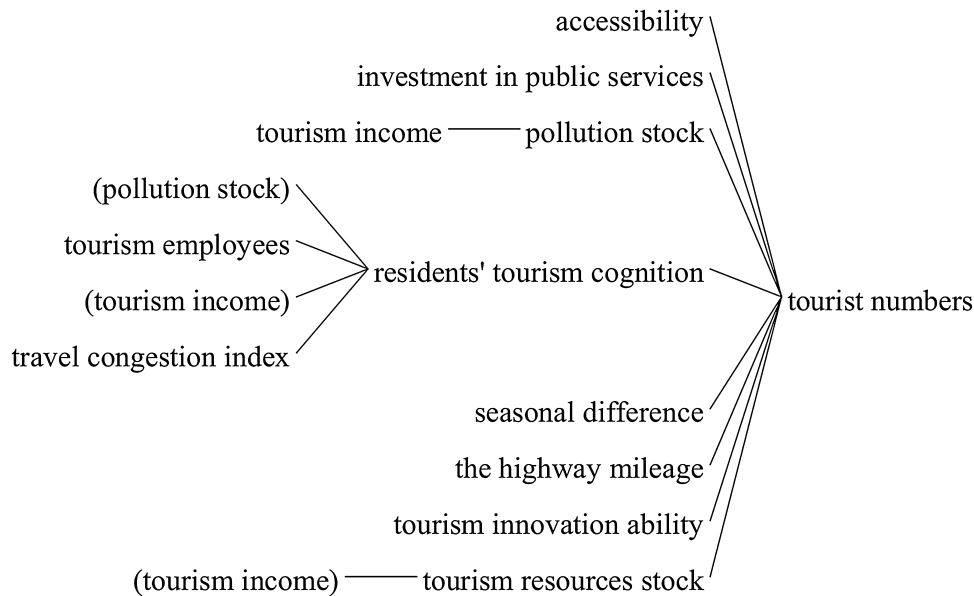 accessibility
investment in public services
tourism income
pollution stock
(pollution stock)
tourism employees
residents' tourism cognition
(tourism income)
tourist numbers
travel congestion index
seasonal difference
the highway mileage
tourism innovation ability
(tourism income)
tourism resources stock